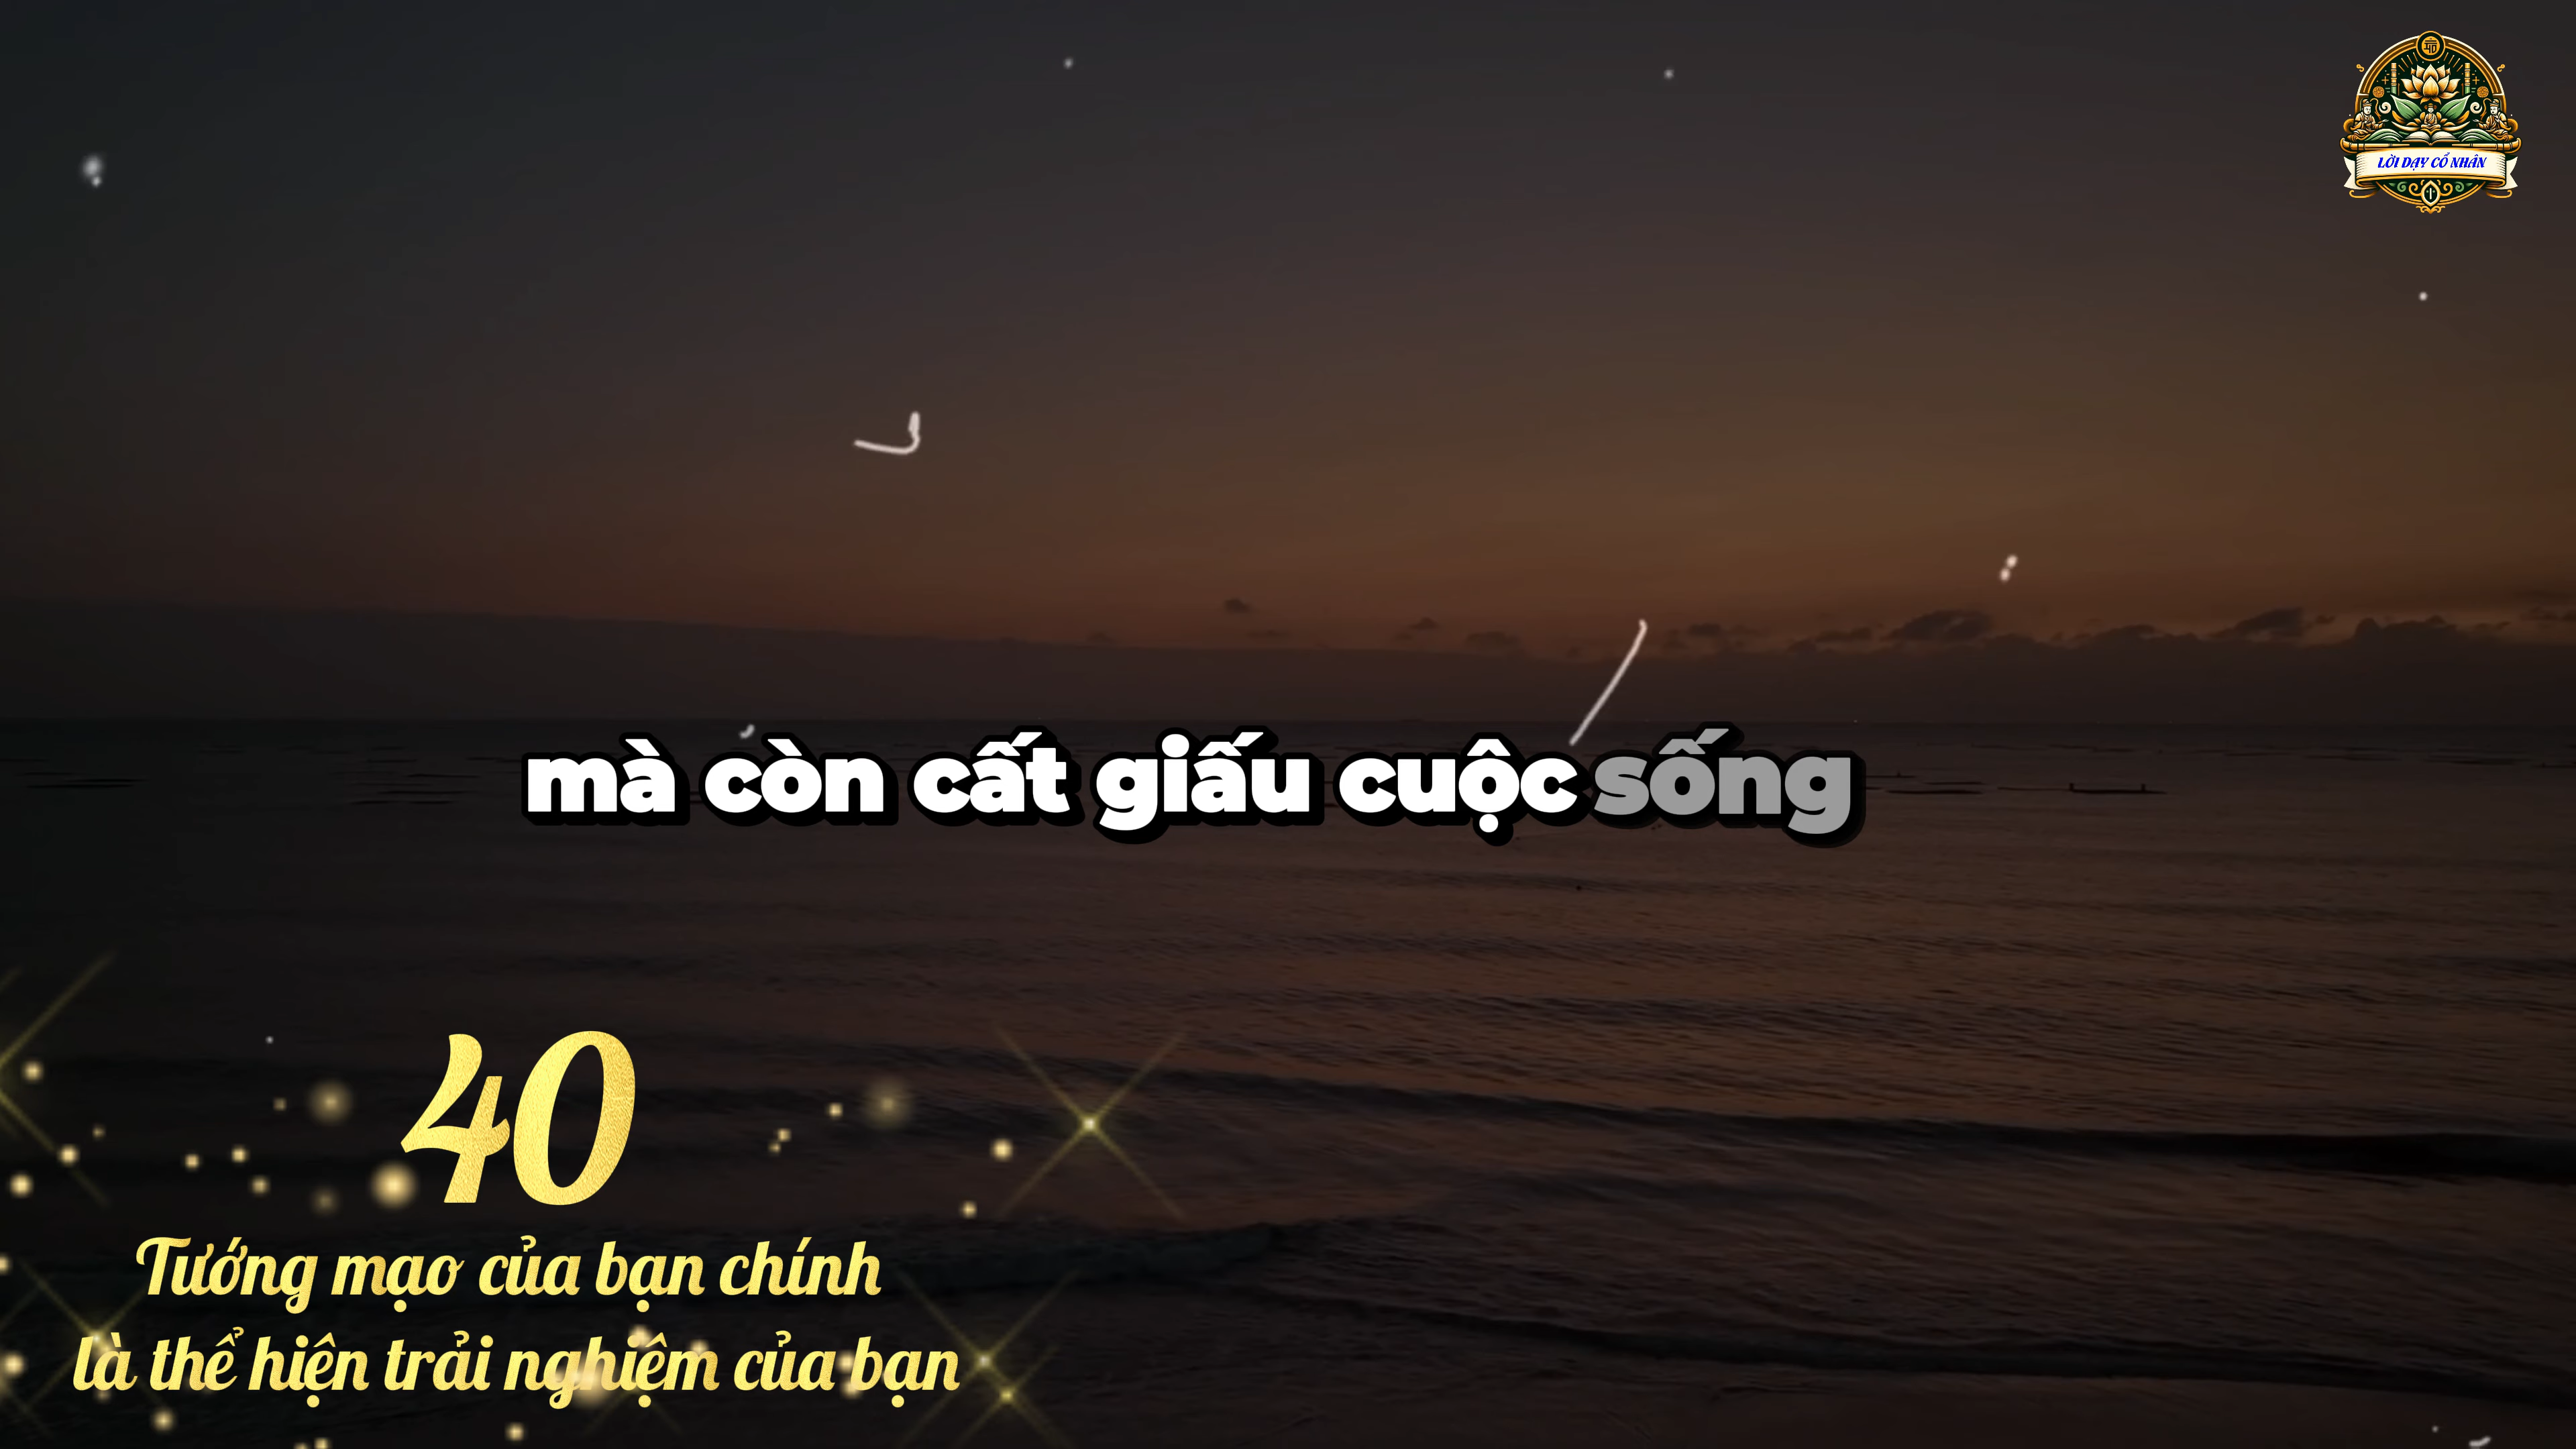 LỜI DẠY CỔ NHÂN
mà còn cất giấu cuộc sống
40
Tướng mạo của bạn chính
là thể hiện trải nghiệm của bạn